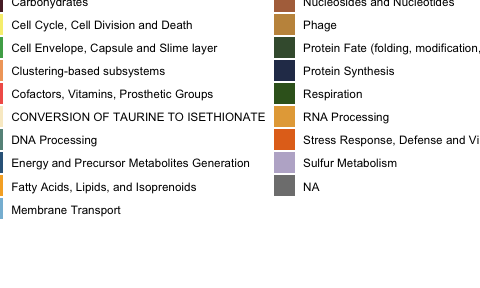 Carbohydrates
Cell Cycle, Cell Division and Death
Cell Envelope, Capsule and Slime layer
Clustering-based subsystems
Cofactors, Vitamins, Prosthetic Groups
CONVERSION OF TAURINE TO ISETHIONATE
DNA Processing
Energy and Precursor Metabolites Generation
Fatty Acids, Lipids, and Isoprenoids
Membrane Transport
Nucleosides and Nucleotides
Phage
Protein Fate (folding, modification,
Protein Synthesis
Respiration
RNA Processing
Stress Response, Defense and Vi
Sulfur Metabolism
NA